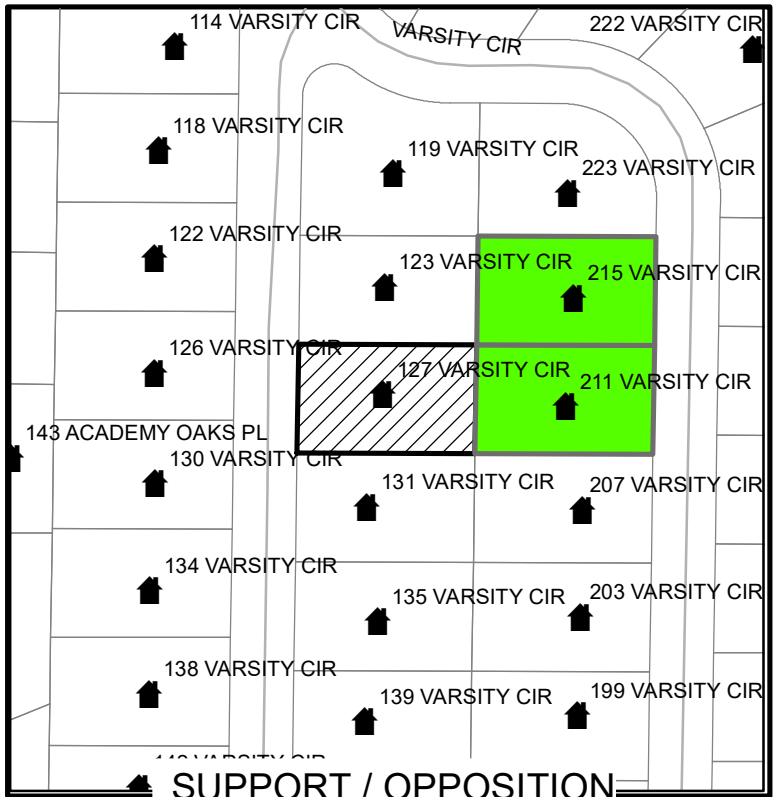 114 VARSITY CIR
VARSITY CIR
222 VARSITY CIR
118 VARSITY CIR
119 VARSITY CIR
223 VARSITY CIR
122 VARSITY CIR
123 VARSITY CIR
215 VARSITY CIR
126 VARSITY CIR
127 VARSITY CIR
211 VARSITY CIR
143 ACADEMY OAKS PL
130 VARSITY CIR
131 VARSITY CIR
207 VARSITY CIR
134 VARSITY CIR
135 VARSITY CIR
203 VARSITY CIR
138 VARSITY CIR
139 VARSITY CIR
199 VARSITY CIR
SUPPORT / OPPOSITION